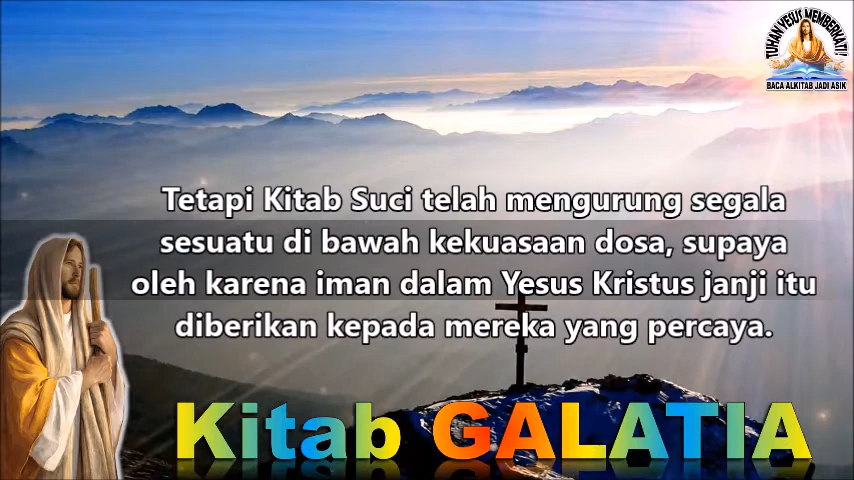 TUHAN YESUS MEMBERKATI!
BACA ALKITAB JADI ASIK
Tetapi Kitab Suci telah mengurung segala
sesuatu di bawah kekuasaan dosa, supaya
oleh karena iman dalam Yesus Kristus janji itu
diberikan kepada mereka yang percaya.
Kitab GALATIA